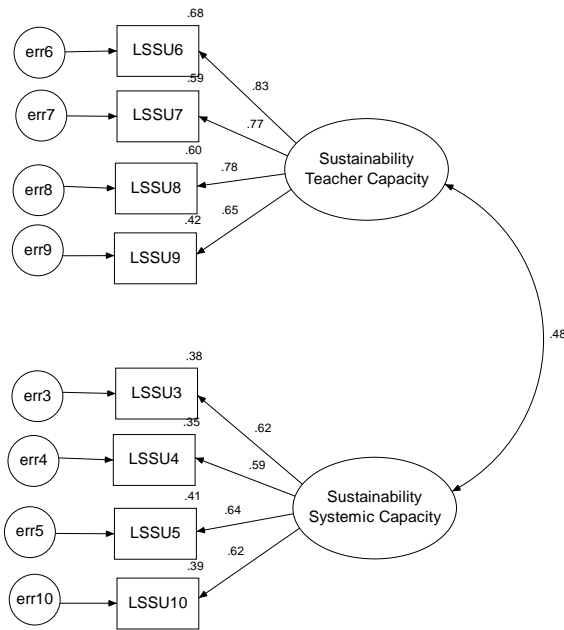 .68
err6
LSSU6
.83
.59
err7
LSSU7
.77
.60
err8
LSSU8
.78
.42
err9
LSSU9
.65
Sustainability
Teacher Capacity
.48
.38
err3
LSSU3
.62
.35
err4
LSSU4
.59
.41
err5
LSSU5
.64
.39
err10
LSSU10
.62
Sustainability
Systemic Capacity